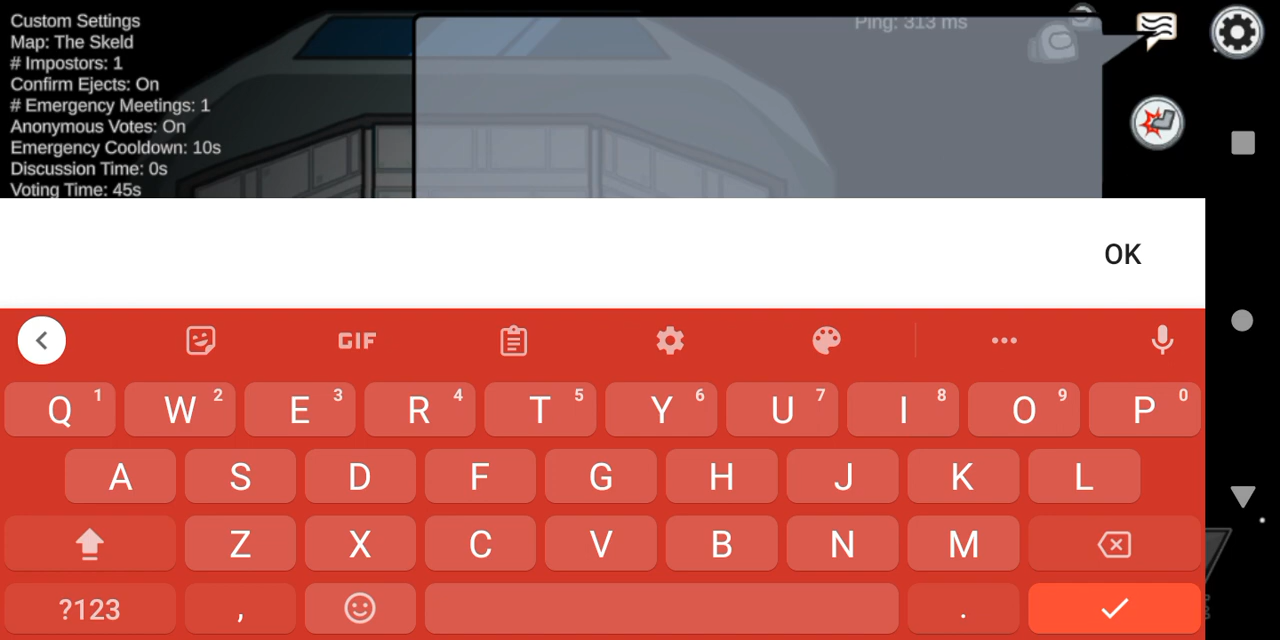 Custom Settings
Map: The Skeld
# Impostors: 1
Confirm Ejects: On
# Emergency Meetings: 1
Anonymous Votes: On
Emergency Cooldown: 10s
Discussion Time: 0s
Voting Time: 45s
Ping: 313 ms
OK
GIF
Q 1 W 2 E 3 R 4 T 5 Y 6 U 7 I 8 O 9 P 0
A S D F G H J K L
Z X C V B N M
?123 , .